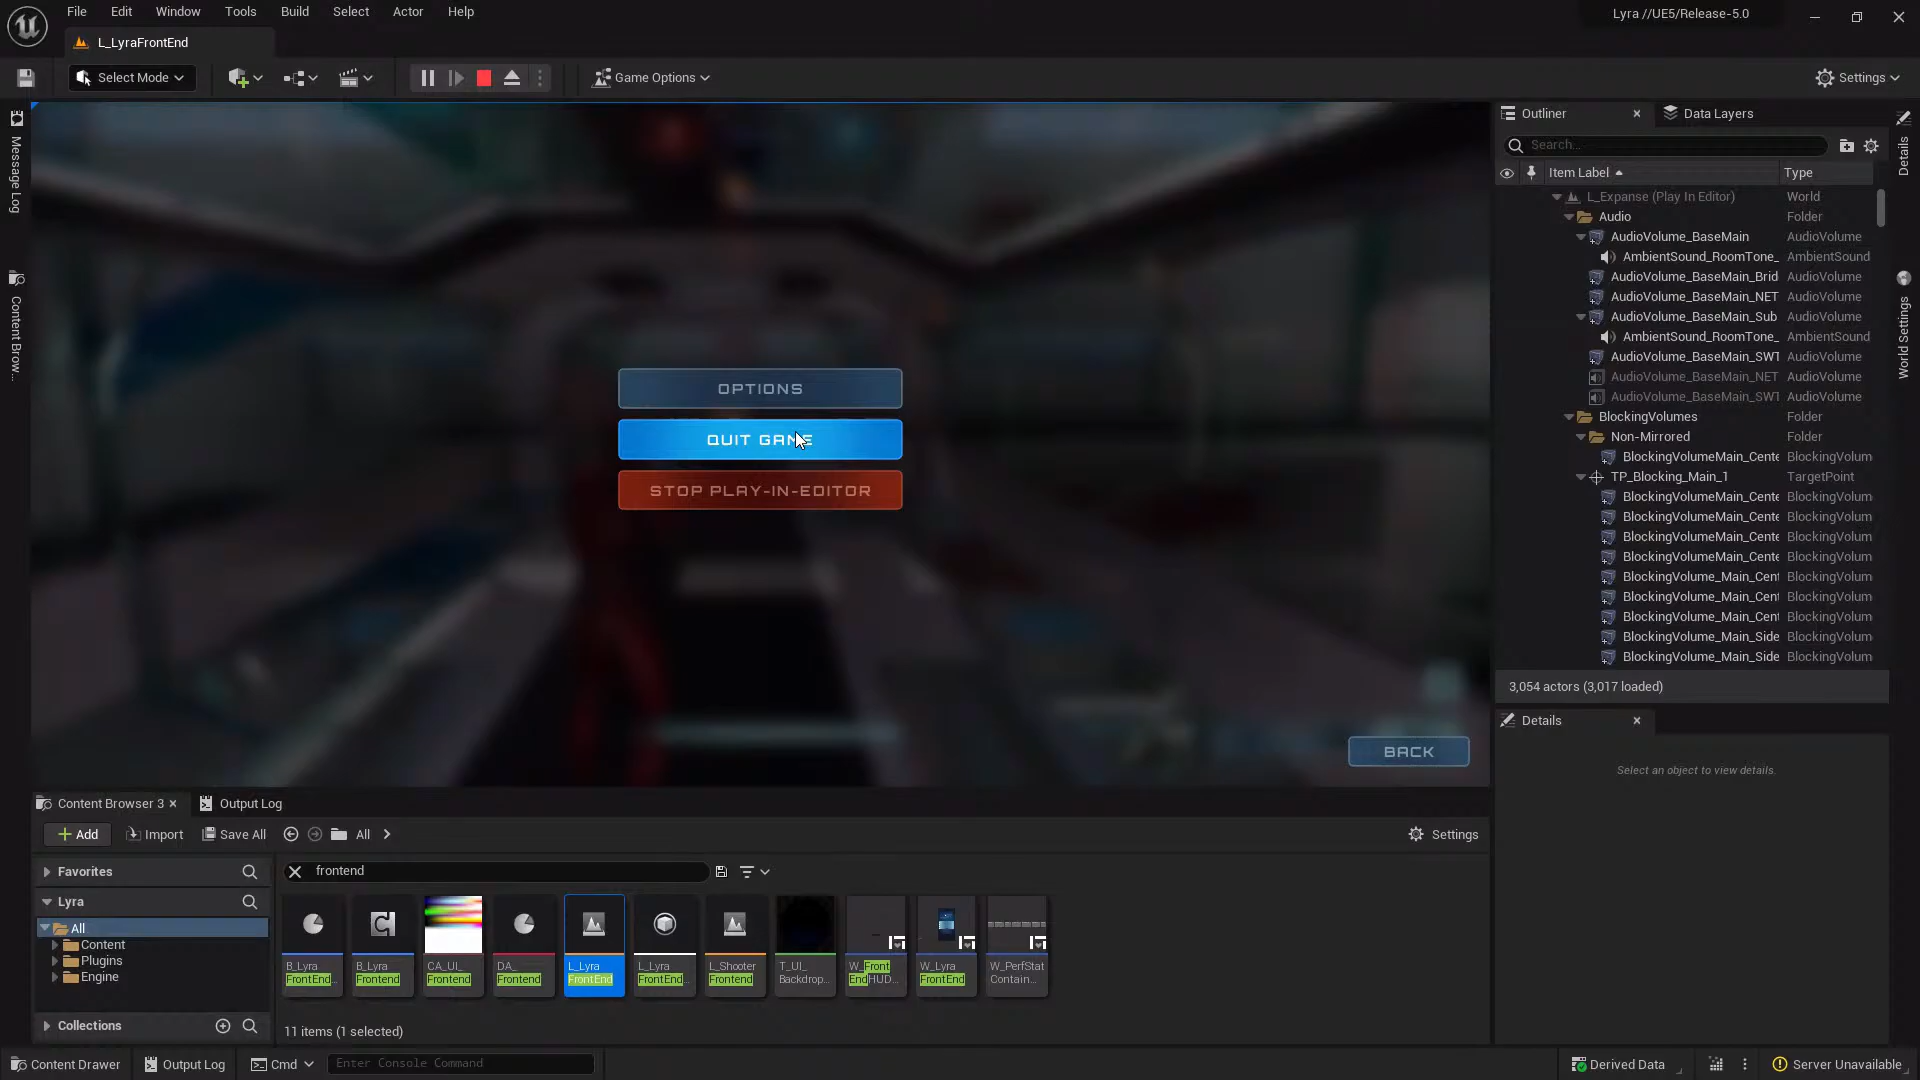 File Edit Window Tools Build Select Actor Help
Lyra //UE5/Release-5.0
L_LyraFrontEnd
Select Mode
Game Options
Settings
Message Log
Content Brow...
OPTIONS
QUIT GAME
STOP PLAY-IN-EDITOR
BACK
Outliner
Data Layers
Search...
Item Label Type
L_Expanse (Play In Editor) World
Audio Folder
AudioVolume_BaseMain AudioVolume
AmbientSound_RoomTone_ AmbientSound
AudioVolume_BaseMain_Brid AudioVolume
AudioVolume_BaseMain_NET AudioVolume
AudioVolume_BaseMain_Sub AudioVolume
AmbientSound_RoomTone_ AmbientSound
AudioVolume_BaseMain_SWT AudioVolume
AudioVolume_BaseMain_NET AudioVolume
AudioVolume_BaseMain_SWT AudioVolume
BlockingVolumes Folder
Non-Mirrored Folder
BlockingVolumeMain_Cente BlockingVolum
TP_Blocking_Main_1 TargetPoint
BlockingVolumeMain_Cente BlockingVolum
BlockingVolumeMain_Cente BlockingVolum
BlockingVolumeMain_Cente BlockingVolum
BlockingVolumeMain_Cente BlockingVolum
BlockingVolume_Main_Cent BlockingVolum
BlockingVolume_Main_Cent BlockingVolum
BlockingVolume_Main_Cent BlockingVolum
BlockingVolume_Main_Side BlockingVolum
BlockingVolume_Main_Side BlockingVolum
3,054 actors (3,017 loaded)
Details
World Settings
Details
Select an object to view details.
Content Browser 3
Output Log
Add
Import
Save All
All
Settings
Favorites
Lyra
All
Content
Plugins
Engine
Collections
frontend
B_Lyra
FrontEnd...
B_Lyra
Frontend
CA_UI_
Frontend
DA_
Frontend
L_Lyra
FrontEnd
L_Lyra
FrontEnd...
L_Shooter
Frontend
T_UI_
Backdrop...
W_Front
EndHUD...
W_Lyra
FrontEnd
W_PerfStat
Contain...
11 items (1 selected)
Content Drawer
Output Log
Cmd
Enter Console Command
Derived Data
Server Unavailable